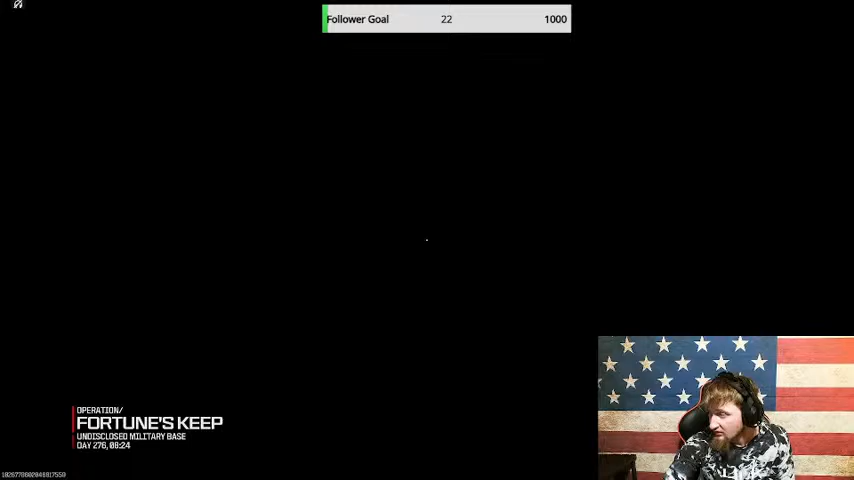 Follower Goal 22 1000
OPERATION/
FORTUNE'S KEEP
UNDISCLOSED MILITARY BASE
DAY 276, 08:24